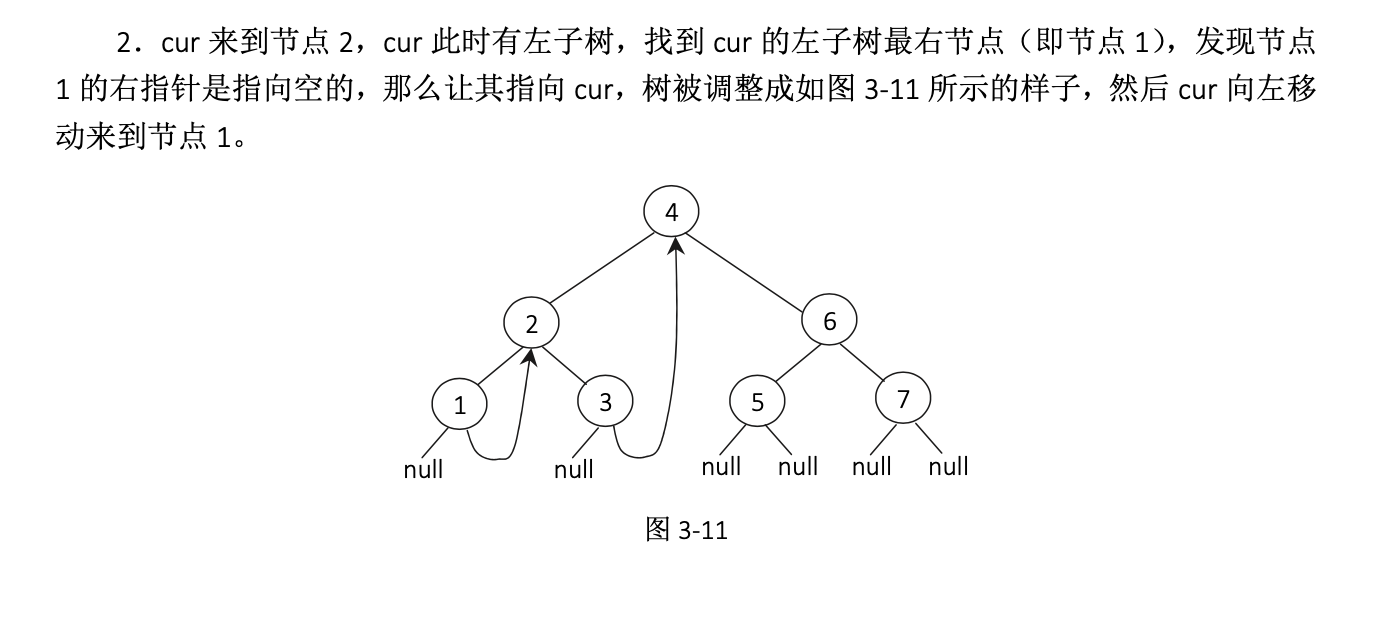 2．cur 来到节点 2，cur 此时有左子树，找到 cur 的左子树最右节点（即节点 1），发现节点
1 的右指针是指向空的，那么让其指向 cur，树被调整成如图 3-11 所示的样子，然后 cur 向左移
动来到节点 1。
4
2
6
1
3
5
7
null
null
null
null
null
null
图 3-11